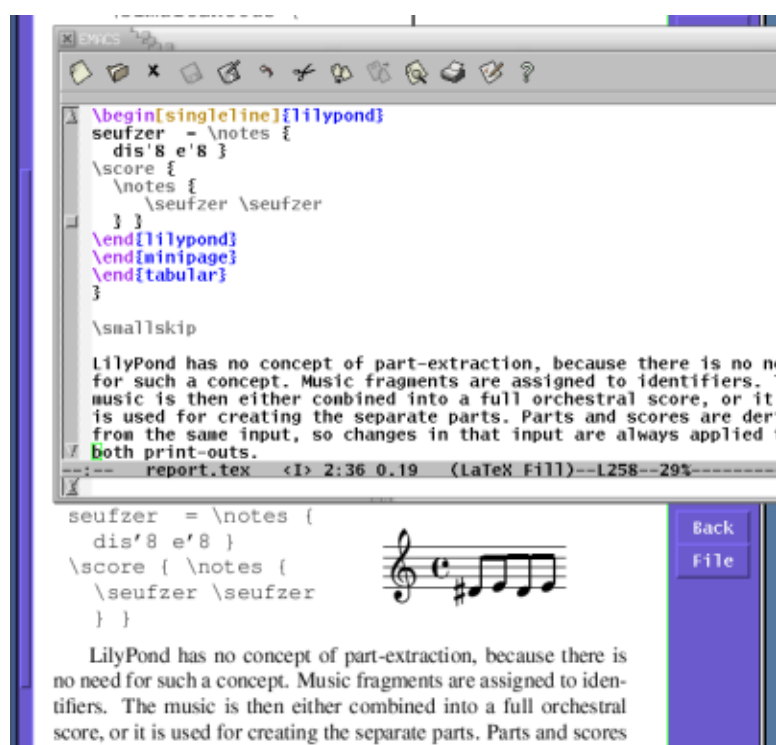 EMACS
\begin[singleline]{lilypond}
seufzer = \notes {
dis'8 e'8 }
\score {
\notes {
\seufzer \seufzer
} }
\end{lilypond}
\end{minipage}
\end{tabular}
}
\smallskip
LilyPond has no concept of part-extraction, because there is no
for such a concept. Music fragments are assigned to identifiers.
music is then either combined into a full orchestral score, or it
is used for creating the separate parts. Parts and scores are
from the same input, so changes in that input are always applied
both print-outs.
--:-- report.tex <I> 2:36 0.19 (LaTeX Fill)--L258--29%--------
seufzer = \notes {
dis'8 e'8 }
\score { \notes {
\seufzer \seufzer
} }
Back
File
LilyPond has no concept of part-extraction, because there is
no need for such a concept. Music fragments are assigned to iden-
tifiers. The music is then either combined into a full orchestral
score, or it is used for creating the separate parts. Parts and scores